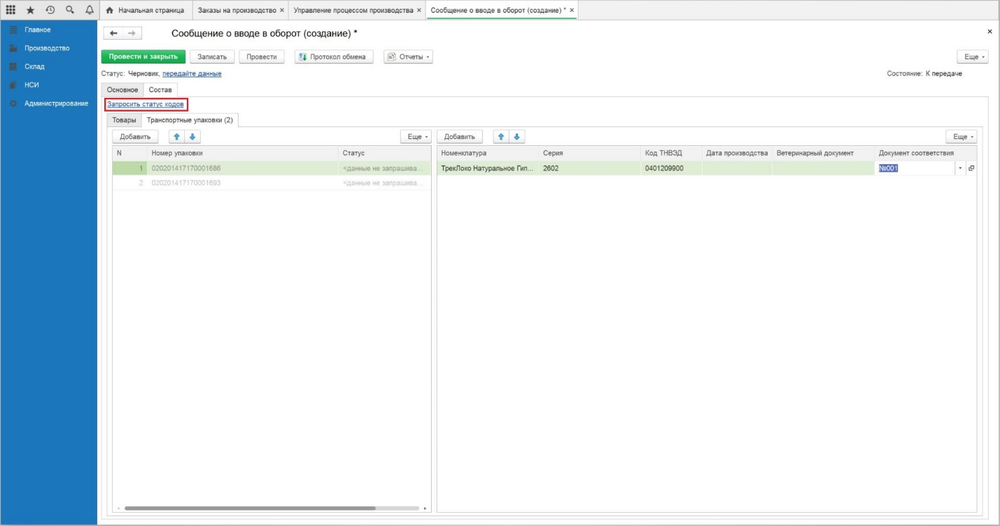 Начальная страница Заказы на производство × Управление процессом производства × Сообщение о вводе в оборот (создание) * ×
Главное
Производство
Склад
НСИ
Администрирование
Сообщение о вводе в оборот (создание) *
Провести и закрыть Записать Провести Протокол обмена Отчеты Еще
Статус: Черновик, передайте данные Состояние: К передаче
Основное Состав
Запросить статус кодов
Товары Транспортные упаковки (2)
Добавить Еще Добавить Еще
N Номер упаковки Статус Номенклатура Серия Код ТНВЭД Дата производства Ветеринарный документ Документ соответствия
1 020201417170001686 <данные не запрашива... ТрекЛоко Натуральное Гип... 2602 0401209900 №001
2 020201417170001693 <данные не запрашива...